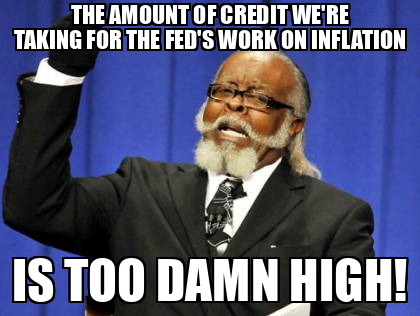 THE AMOUNT OF CREDIT WE'RE
TAKING FOR THE FED'S WORK ON INFLATION
IS TOO DAMN HIGH!